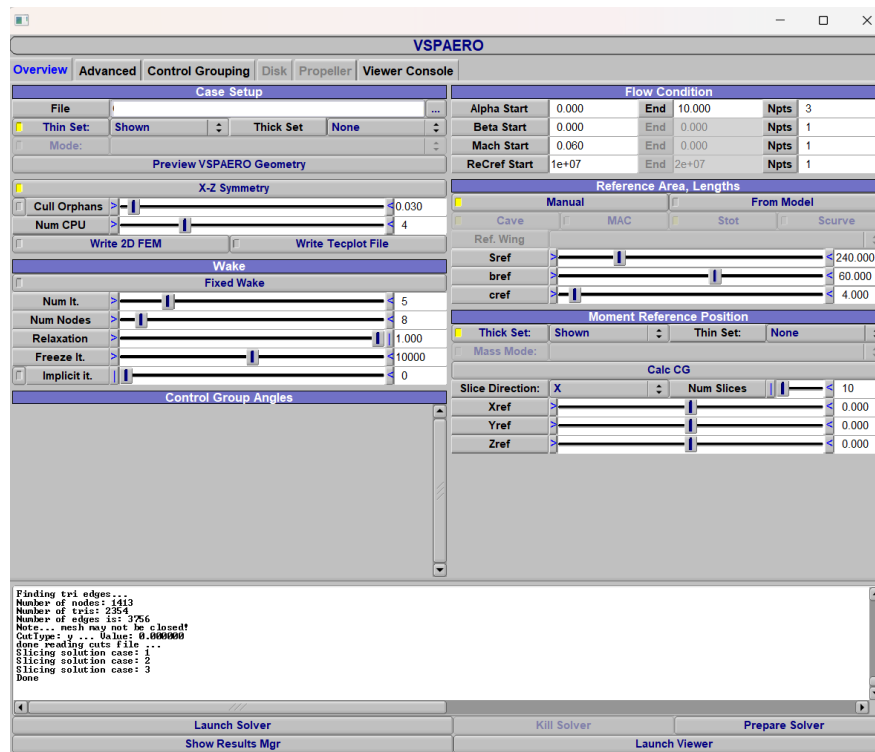 VSPAERO
Overview Advanced Control Grouping Disk Propeller Viewer Console
Case Setup
File ...
Thin Set: Shown Thick Set None
Mode:
Preview VSPAERO Geometry
X-Z Symmetry
Cull Orphans > < 0.030
Num CPU > < 4
Write 2D FEM Write Tecplot File
Wake
Fixed Wake
Num It. > < 5
Num Nodes > < 8
Relaxation > | 1.000
Freeze It. > < 10000
Implicit it. | < 0
Control Group Angles
Flow Condition
Alpha Start 0.000 End 10.000 Npts 3
Beta Start 0.000 End 0.000 Npts 1
Mach Start 0.060 End 0.000 Npts 1
ReCref Start 1e+07 End 2e+07 Npts 1
Reference Area, Lengths
Manual From Model
Cave MAC Stot Scurve
Ref. Wing
Sref > < 240.000
bref > < 60.000
cref > < 4.000
Moment Reference Position
Thick Set: Shown Thin Set: None
Mass Mode:
Calc CG
Slice Direction: X Num Slices | < 10
Xref > < 0.000
Yref > < 0.000
Zref > < 0.000
Finding tri edges...
Number of nodes: 1413
Number of tris: 2354
Number of edges is: 3756
Note... mesh may not be closed!
CutType: y ... Value: 0.000000
done reading cuts file ...
Slicing solution case: 1
Slicing solution case: 2
Slicing solution case: 3
Done
Launch Solver Kill Solver Prepare Solver
Show Results Mgr Launch Viewer